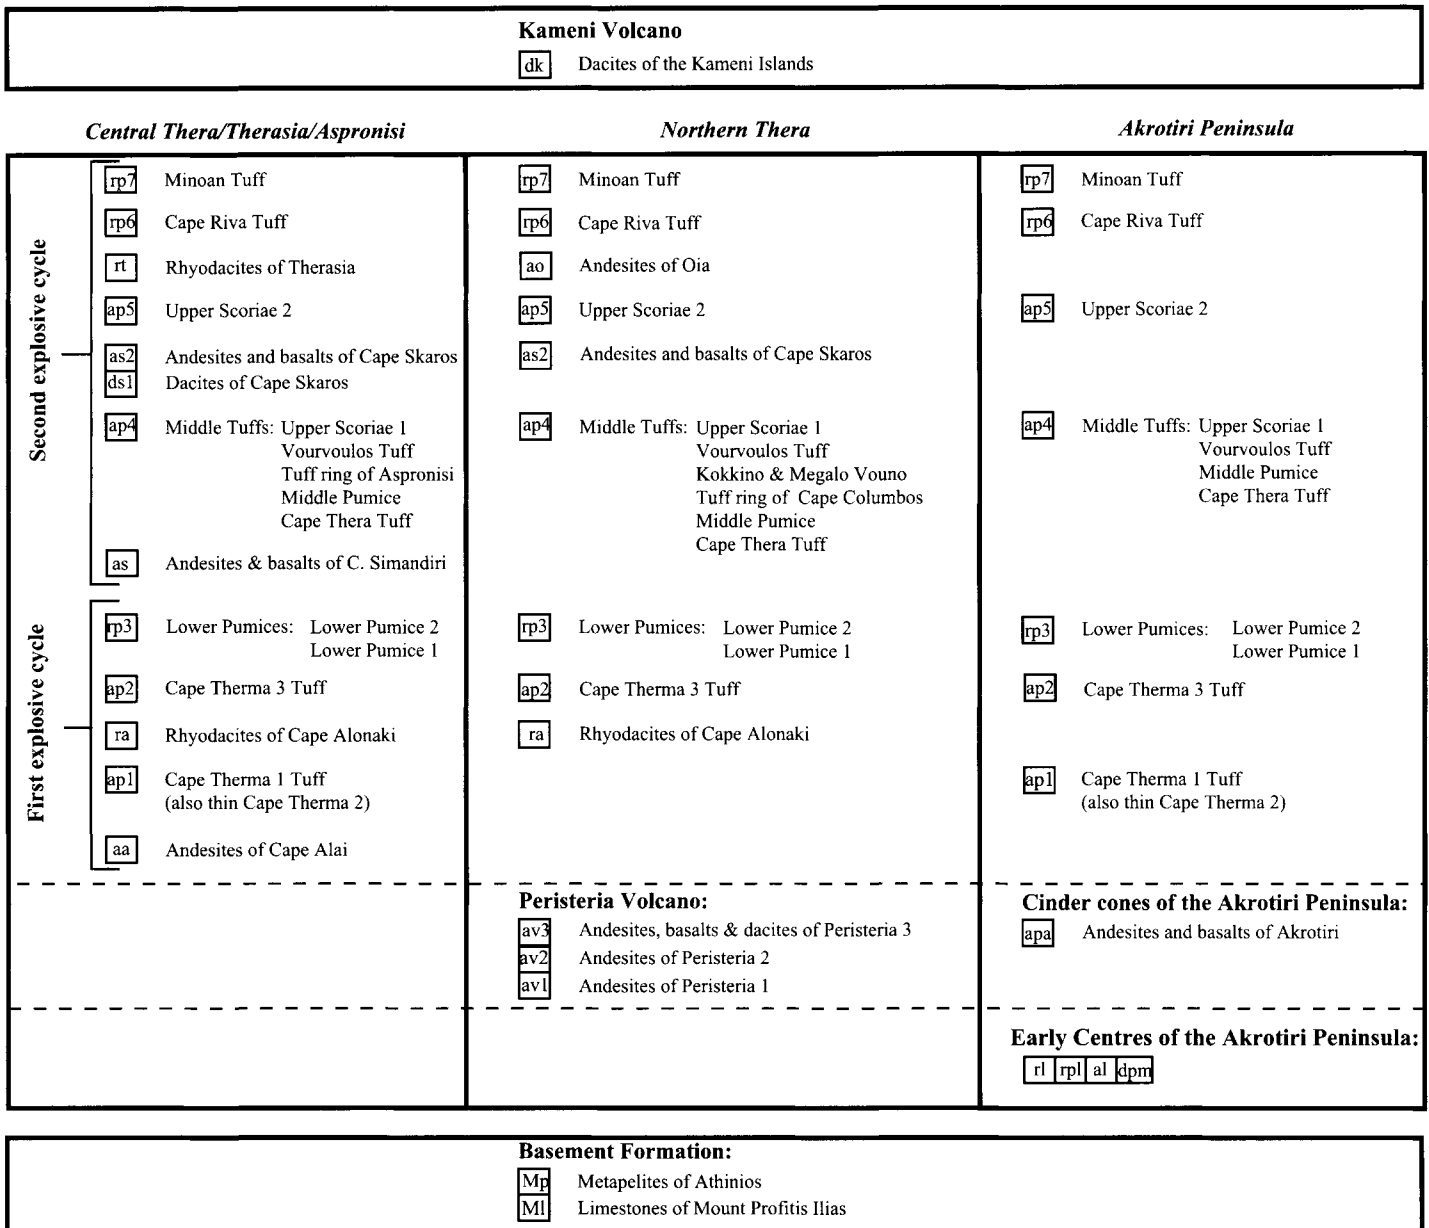 Kameni Volcano
dk Dacites of the Kameni Islands
Central Thera/Therasia/Aspronisi
Second explosive cycle
rp7 Minoan Tuff
rp6 Cape Riva Tuff
rt Rhyodacites of Therasia
ap5 Upper Scoriae 2
as2 Andesites and basalts of Cape Skaros
ds1 Dacites of Cape Skaros
ap4 Middle Tuffs: Upper Scoriae 1
Vourvoulos Tuff
Tuff ring of Aspronisi
Middle Pumice
Cape Thera Tuff
as Andesites & basalts of C. Simandiri
First explosive cycle
rp3 Lower Pumices: Lower Pumice 2
Lower Pumice 1
ap2 Cape Therma 3 Tuff
ra Rhyodacites of Cape Alonaki
ap1 Cape Therma 1 Tuff
(also thin Cape Therma 2)
aa Andesites of Cape Alai
Northern Thera
rp7 Minoan Tuff
rp6 Cape Riva Tuff
ao Andesites of Oia
ap5 Upper Scoriae 2
as2 Andesites and basalts of Cape Skaros
ap4 Middle Tuffs: Upper Scoriae 1
Vourvoulos Tuff
Kokkino & Megalo Vouno
Tuff ring of Cape Columbos
Middle Pumice
Cape Thera Tuff
rp3 Lower Pumices: Lower Pumice 2
Lower Pumice 1
ap2 Cape Therma 3 Tuff
ra Rhyodacites of Cape Alonaki
Peristeria Volcano:
av3 Andesites, basalts & dacites of Peristeria 3
av2 Andesites of Peristeria 2
av1 Andesites of Peristeria 1
Akrotiri Peninsula
rp7 Minoan Tuff
rp6 Cape Riva Tuff
ap5 Upper Scoriae 2
ap4 Middle Tuffs: Upper Scoriae 1
Vourvoulos Tuff
Middle Pumice
Cape Thera Tuff
rp3 Lower Pumices: Lower Pumice 2
Lower Pumice 1
ap2 Cape Therma 3 Tuff
ap1 Cape Therma 1 Tuff
(also thin Cape Therma 2)
Cinder cones of the Akrotiri Peninsula:
apa Andesites and basalts of Akrotiri
Early Centres of the Akrotiri Peninsula:
rl rpl al dpm
Basement Formation:
Mp Metapelites of Athinios
Ml Limestones of Mount Profitis Ilias